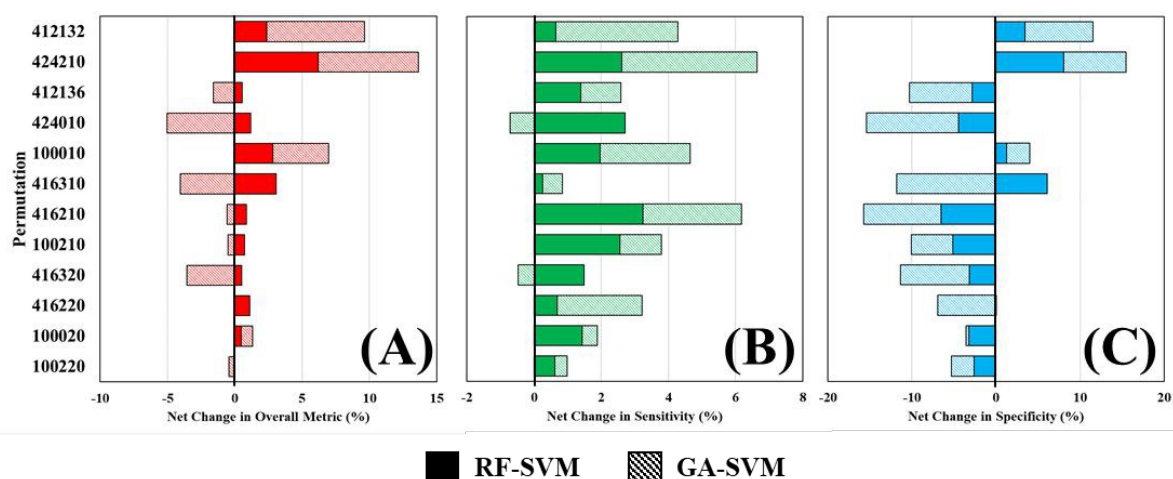 Permutation
412132
424210
412136
424010
100010
416310
416210
100210
416320
416220
100020
100220
(A)
(B)
(C)
-10 -5 0 5 10 15
-2 0 2 4 6 8
-20 -10 0 10 20
Net Change in Overall Metric (%)
Net Change in Sensitivity (%)
Net Change in Specificity (%)
RF-SVM GA-SVM